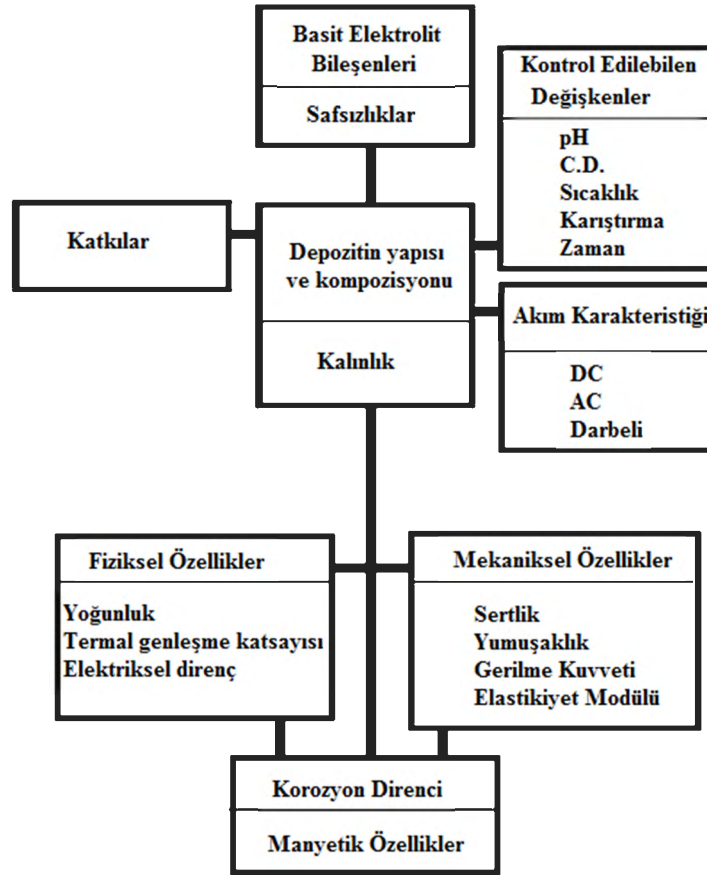 Basit Elektrolit
Bileşenleri
Safsızlıklar
Kontrol Edilebilen
Değişkenler
pH
C.D.
Sıcaklık
Karıştırma
Zaman
Katkılar
Depozitin yapısı
ve kompozisyonu
Kalınlık
Akım Karakteristiği
DC
AC
Darbeli
Fiziksel Özellikler
Yoğunluk
Termal genleşme katsayısı
Elektriksel direnç
Mekaniksel Özellikler
Sertlik
Yumuşaklık
Gerilme Kuvveti
Elastikiyet Modülü
Korozyon Direnci
Manyetik Özellikler